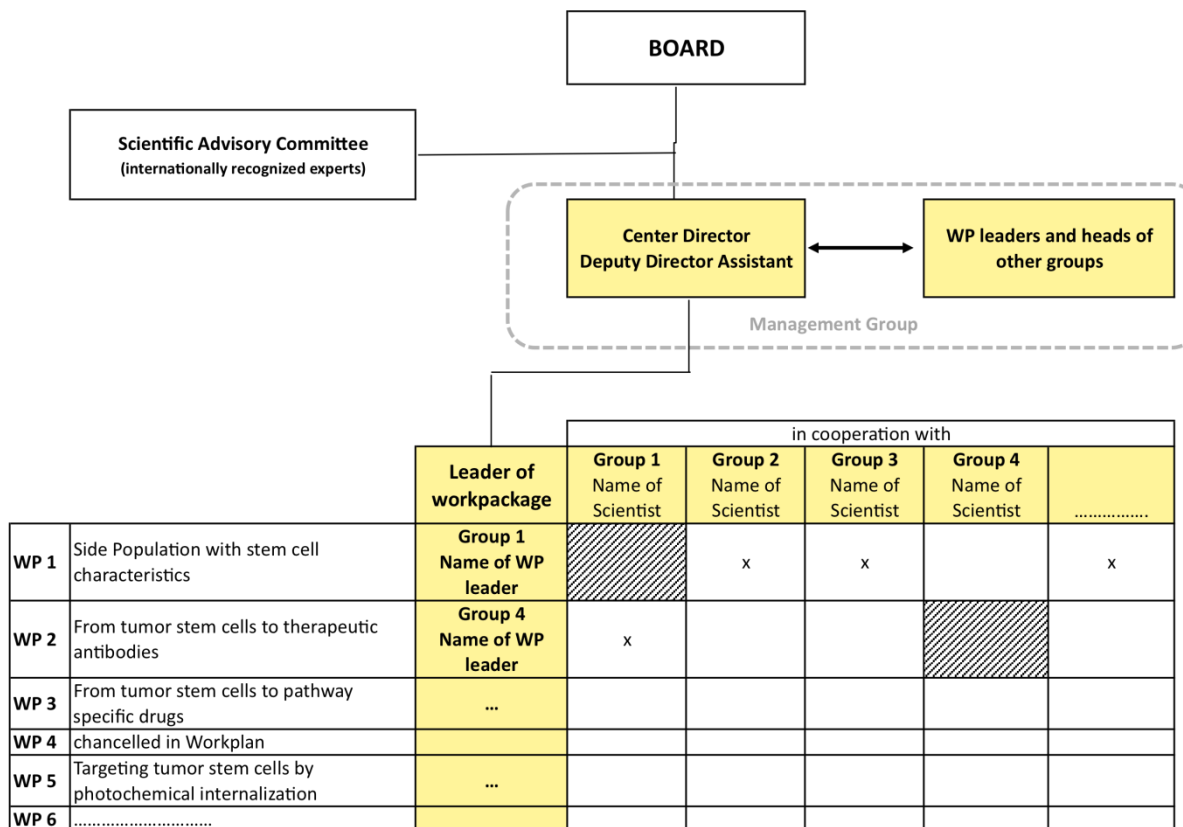 BOARD
Scientific Advisory Committee
(internationally recognized experts)
Center Director
Deputy Director Assistant
WP leaders and heads of
other groups
Management Group
in cooperation with
Leader of
workpackage
Group 1
Name of
Scientist
Group 2
Name of
Scientist
Group 3
Name of
Scientist
Group 4
Name of
Scientist
................
WP 1
Side Population with stem cell
characteristics
Group 1
Name of WP
leader
x
x
x
WP 2
From tumor stem cells to therapeutic
antibodies
Group 4
Name of WP
leader
x
WP 3
From tumor stem cells to pathway
specific drugs
...
WP 4
chancelled in Workplan
WP 5
Targeting tumor stem cells by
photochemical internalization
...
WP 6
..............................